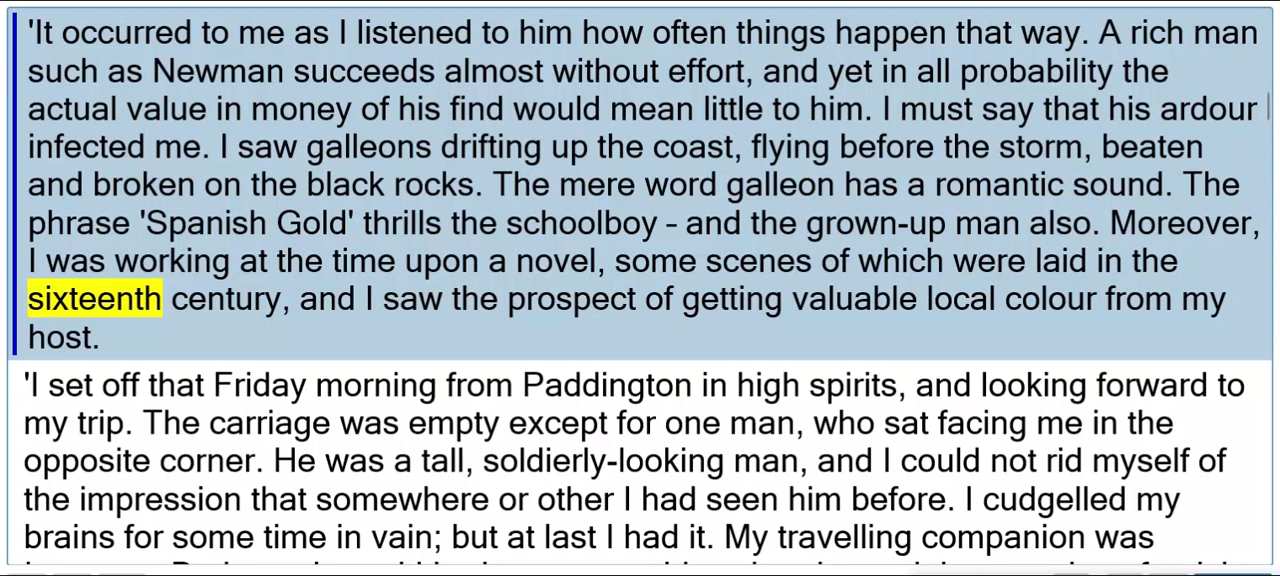 'It occurred to me as I listened to him how often things happen that way. A rich man
such as Newman succeeds almost without effort, and yet in all probability the
actual value in money of his find would mean little to him. I must say that his ardour
infected me. I saw galleons drifting up the coast, flying before the storm, beaten
and broken on the black rocks. The mere word galleon has a romantic sound. The
phrase 'Spanish Gold' thrills the schoolboy - and the grown-up man also. Moreover,
I was working at the time upon a novel, some scenes of which were laid in the
sixteenth century, and I saw the prospect of getting valuable local colour from my
host.
'I set off that Friday morning from Paddington in high spirits, and looking forward to
my trip. The carriage was empty except for one man, who sat facing me in the
opposite corner. He was a tall, soldierly-looking man, and I could not rid myself of
the impression that somewhere or other I had seen him before. I cudgelled my
brains for some time in vain; but at last I had it. My travelling companion was